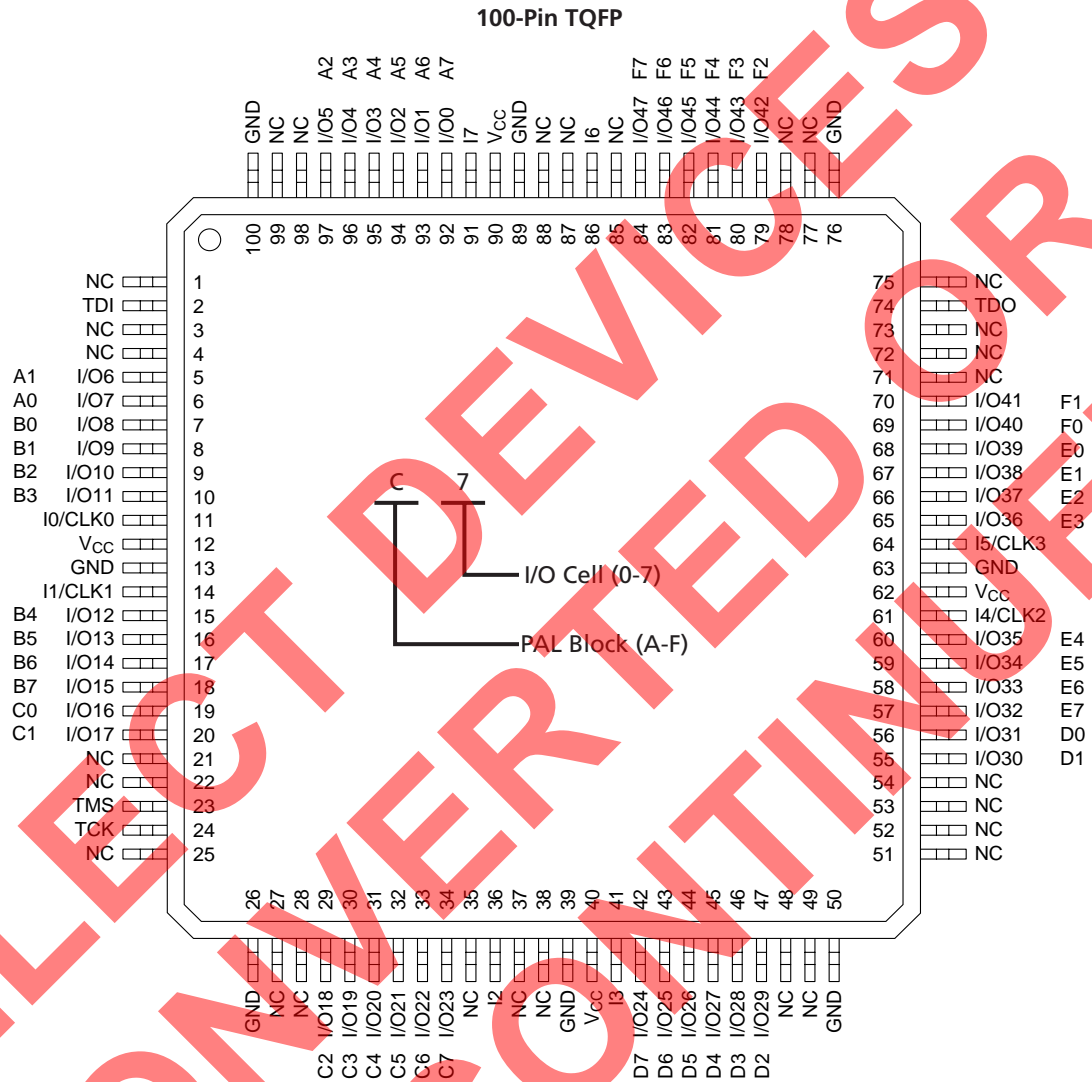 100-Pin TQFP
A2 A3 A4 A5 A6 A7 F7 F6 F5 F4 F3 F2
GND NC NC I/O5 I/O4 I/O3 I/O2 I/O1 I/O0 I7 VCC GND NC NC I6 NC I/O47 I/O46 I/O45 I/O44 I/O43 I/O42 NC NC GND
100 99 98 97 96 95 94 93 92 91 90 89 88 87 86 85 84 83 82 81 80 79 78 77 76
NC 1 75 NC
TDI 2 74 TDO
NC 3 73 NC
NC 4 72 NC
A1 I/O6 5 71 NC
A0 I/O7 6 70 I/O41 F1
B0 I/O8 7 69 I/O40 F0
B1 I/O9 8 68 I/O39 E0
B2 I/O10 9 67 I/O38 E1
B3 I/O11 10 66 I/O37 E2
I0/CLK0 11 65 I/O36 E3
VCC 12 64 I5/CLK3
GND 13 63 GND
I1/CLK1 14 62 VCC
B4 I/O12 15 61 I4/CLK2
B5 I/O13 16 60 I/O35 E4
B6 I/O14 17 59 I/O34 E5
B7 I/O15 18 58 I/O33 E6
C0 I/O16 19 57 I/O32 E7
C1 I/O17 20 56 I/O31 D0
NC 21 55 I/O30 D1
NC 22 54 NC
TMS 23 53 NC
TCK 24 52 NC
NC 25 51 NC
C 7
I/O Cell (0-7)
PAL Block (A-F)
26 27 28 29 30 31 32 33 34 35 36 37 38 39 40 41 42 43 44 45 46 47 48 49 50
GND NC NC I/O18 I/O19 I/O20 I/O21 I/O22 I/O23 NC I2 NC NC GND VCC I3 I/O24 I/O25 I/O26 I/O27 I/O28 I/O29 NC NC GND
C2 C3 C4 C5 C6 C7 D7 D6 D5 D4 D3 D2
DEVICES
CONVERTED OR